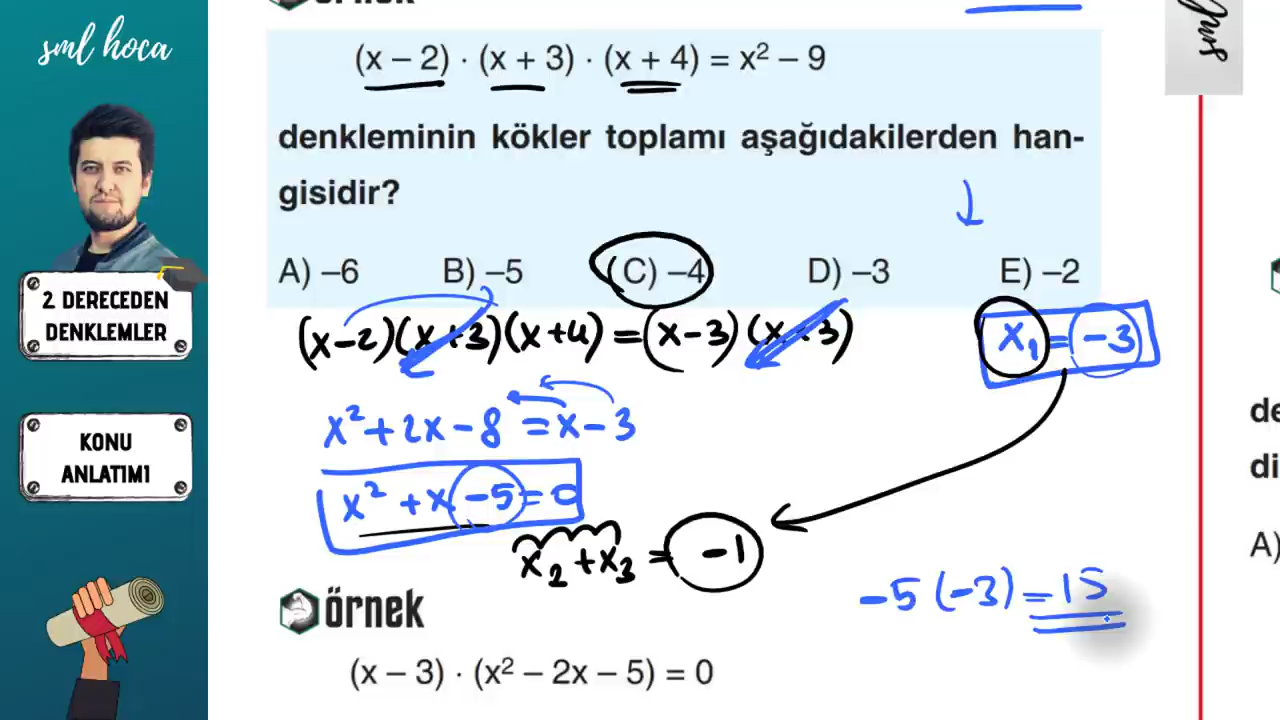 sml hoca
2. DERECEDEN
DENKLEMLER
KONU
ANLATIMI
örnek
(x – 2) · (x + 3) · (x + 4) = x² – 9
denkleminin kökler toplamı aşağıdakilerden han-
gisidir?
A) –6 B) –5 C) –4 D) –3 E) –2
(x–2)(x+3)(x+4) = (x–3)(x+3)
x₁ = –3
x² + 2x – 8 = x – 3
x² + x – 5 = 0
x₂ + x₃ = –1
–5 (–3) = 15
örnek
(x – 3) · (x² – 2x – 5) = 0
de
di
A)